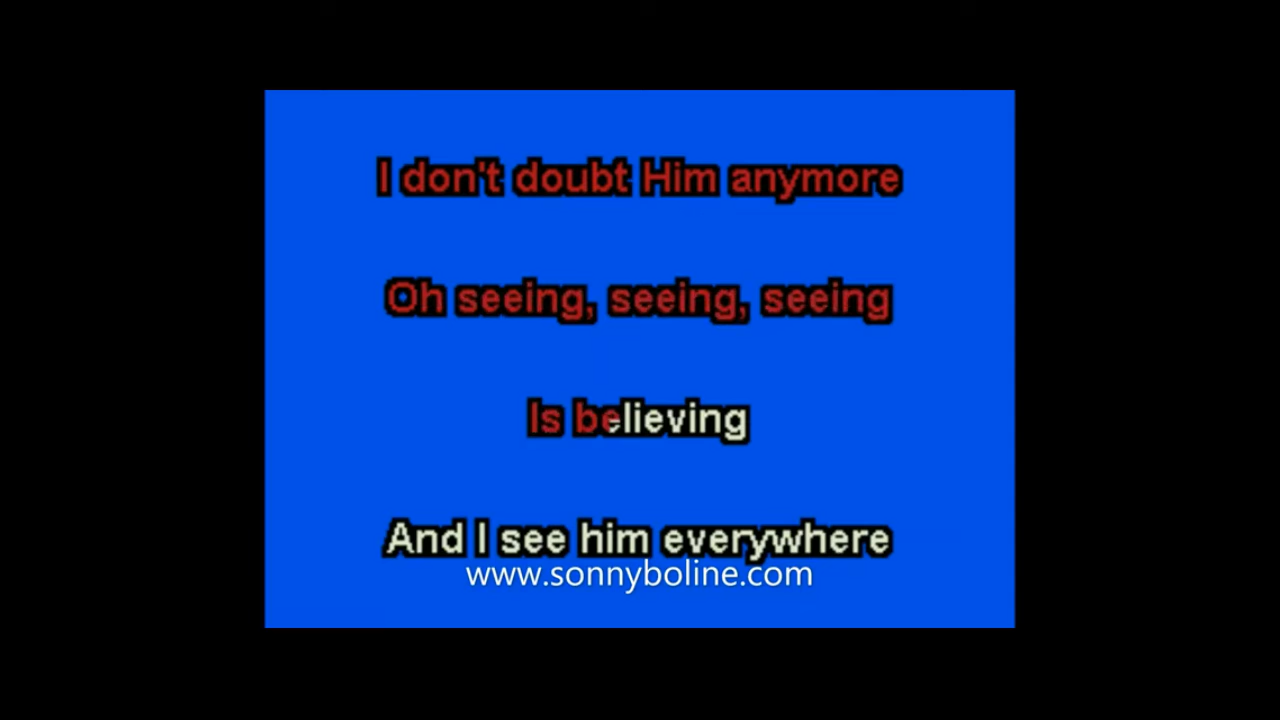 I don't doubt Him anymore
Oh seeing, seeing, seeing
Is believing
And I see him everywhere
www.sonnyboline.com